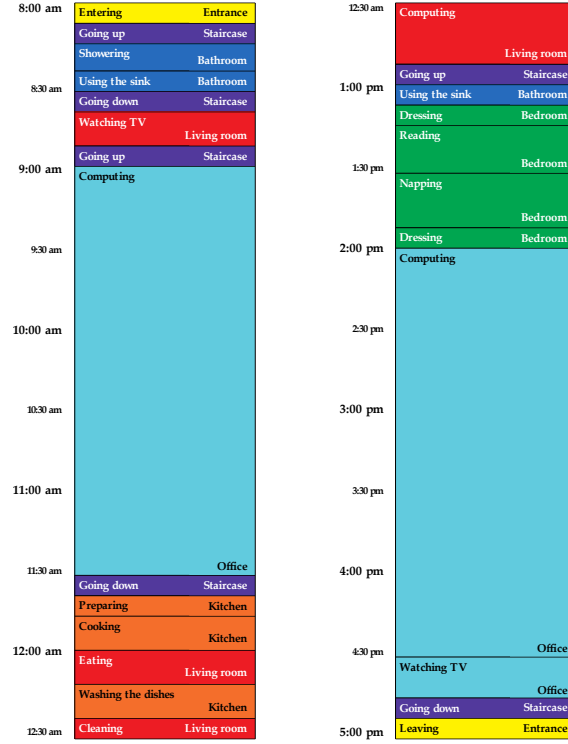 8:00 am
Entering Entrance
Going up Staircase
Showering
Bathroom
Using the sink Bathroom
8:30 am
Going down Staircase
Watching TV
Living room
Going up Staircase
9:00 am
Computing
9:30 am
10:00 am
10:30 am
11:00 am
Office
11:30 am
Going down Staircase
Preparing Kitchen
Cooking
Kitchen
12:00 am
Eating
Living room
Washing the dishes
Kitchen
12:30 am
Cleaning Living room
12:30 am
Computing
Living room
Going up Staircase
1:00 pm
Using the sink Bathroom
Dressing Bedroom
Reading
Bedroom
1:30 pm
Napping
Bedroom
Dressing Bedroom
2:00 pm
Computing
2:30 pm
3:00 pm
3:30 pm
4:00 pm
Office
4:30 pm
Watching TV
Office
Going down Staircase
5:00 pm
Leaving Entrance